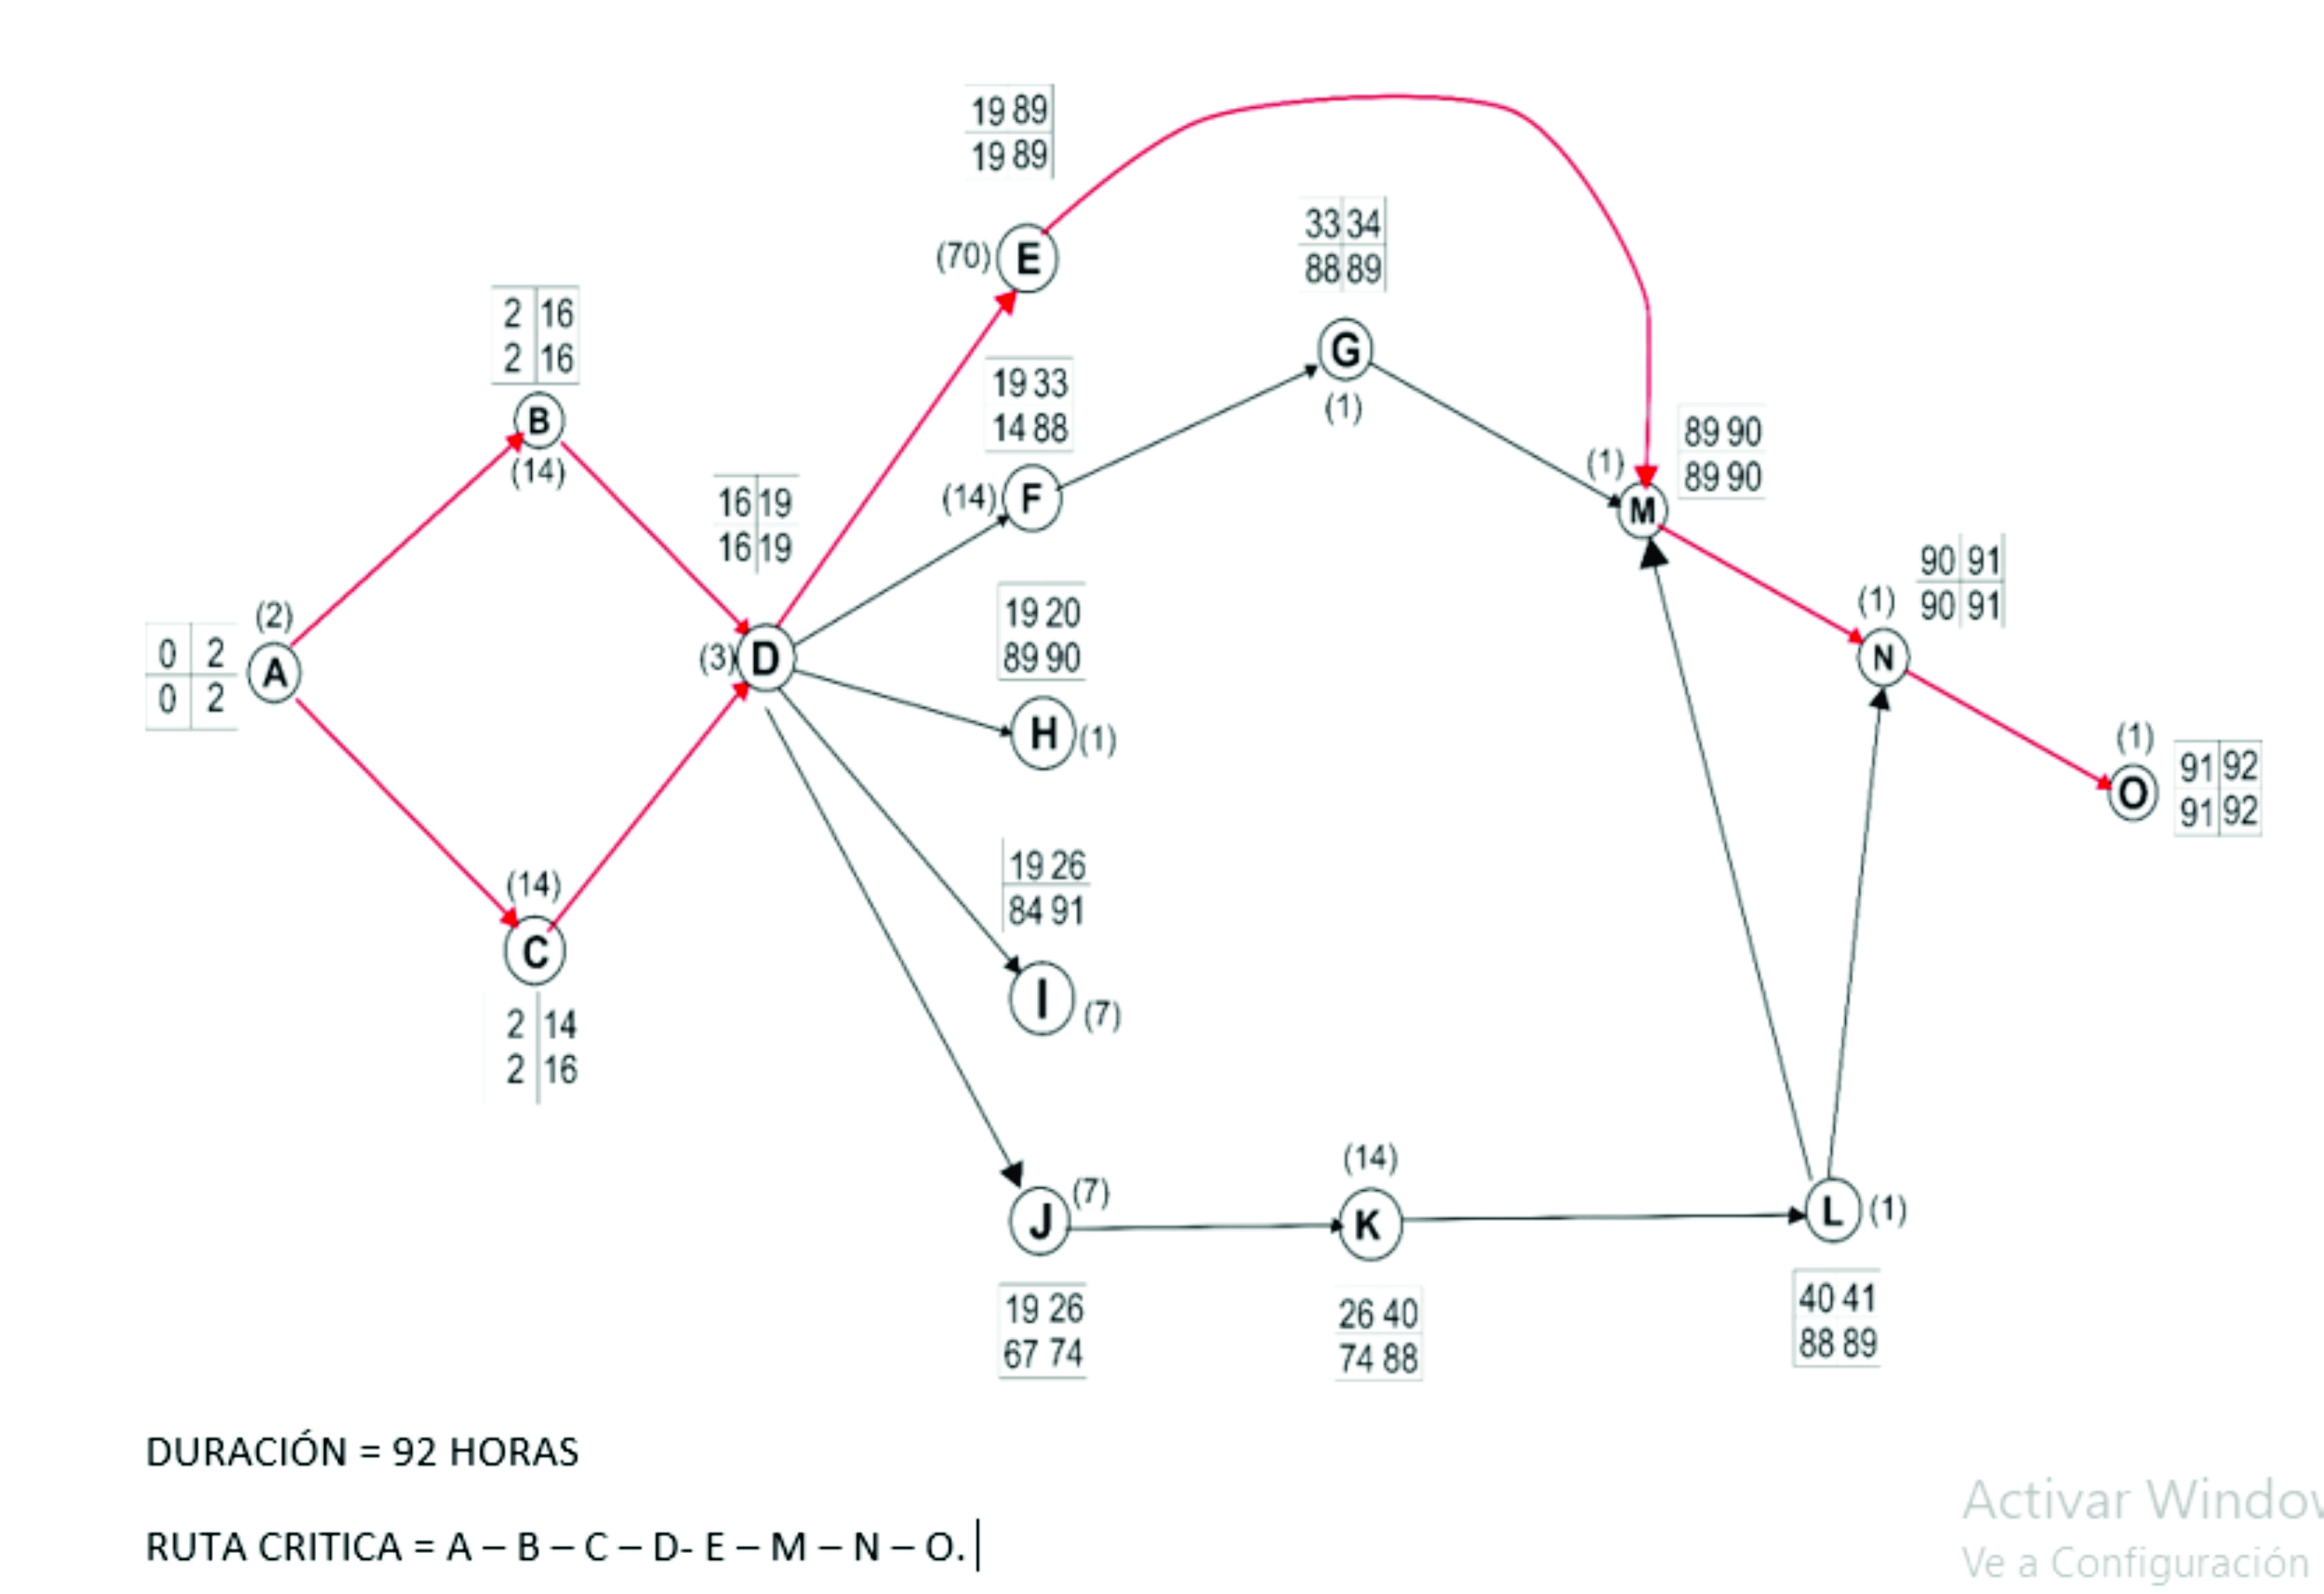 19 89
19 89
(70) E
33 34
88 89
G
(1)
2 16
2 16
B
(14)
19 33
14 88
(14) F
16 19
16 19
(3) D
(1)
M
89 90
89 90
90 91
90 91
(1)
N
(2)
0 2
0 2
A
19 20
89 90
H (1)
(1)
O
91 92
91 92
(14)
C
2 14
2 16
19 26
84 91
I (7)
J (7)
19 26
67 74
(14)
K
26 40
74 88
L (1)
40 41
88 89
DURACIÓN = 92 HORAS
RUTA CRITICA = A – B – C – D- E – M – N – O.
Activar Window
Ve a Configuración